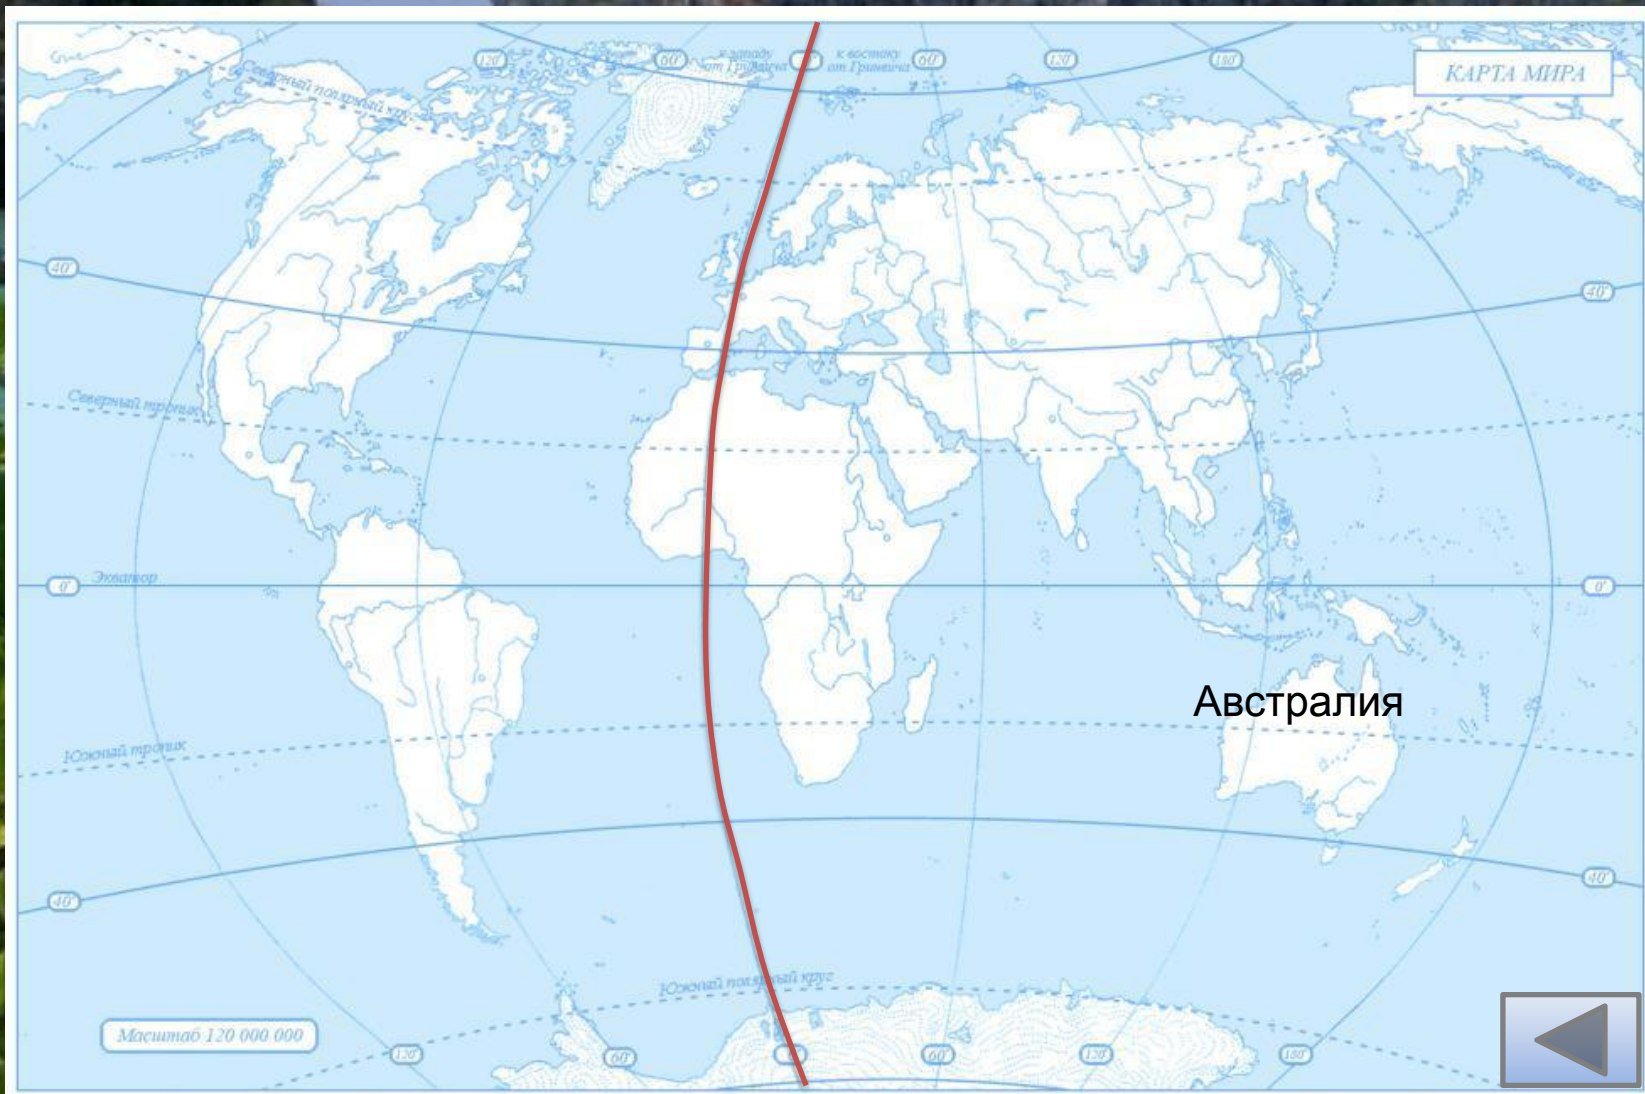 120°
60°
к западу
от Гринвича
к востоку
от Гринвича
60°
120°
180°
КАРТА МИРА
Северный полярный круг
40°
40°
Северный тропик
0°
Экватор
0°
Австралия
Южный тропик
40°
40°
Южный полярный круг
Масштаб 120 000 000
120°
60°
60°
120°
180°